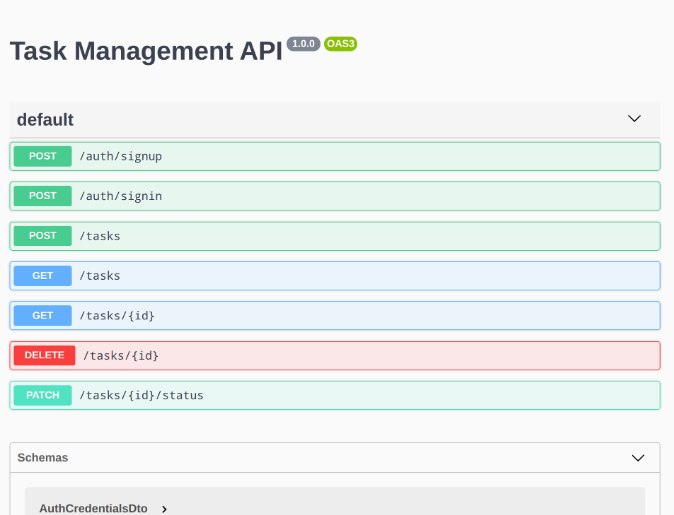 Task Management API 1.0.0 OAS3
default
POST /auth/signup
POST /auth/signin
POST /tasks
GET /tasks
GET /tasks/{id}
DELETE /tasks/{id}
PATCH /tasks/{id}/status
Schemas
AuthCredentialsDto